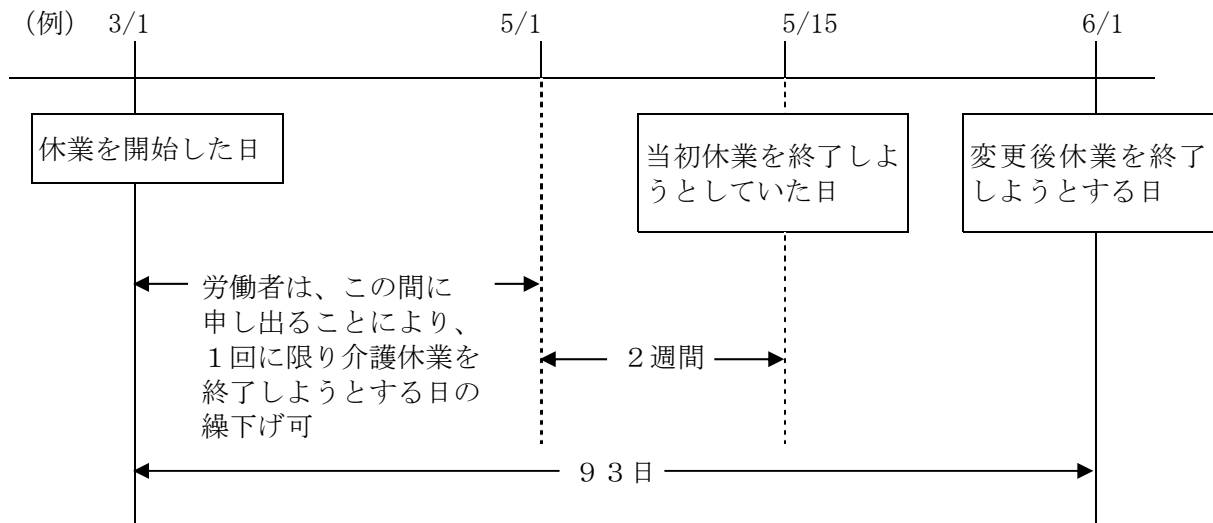 (例) 3/1 5/1 5/15 6/1
休業を開始した日
当初休業を終了しよ
うとしていた日
変更後休業を終了
しようとする日
労働者は、この間に
申し出ることにより、
１回に限り介護休業を
終了しようとする日の
繰下げ可
２週間
９３日